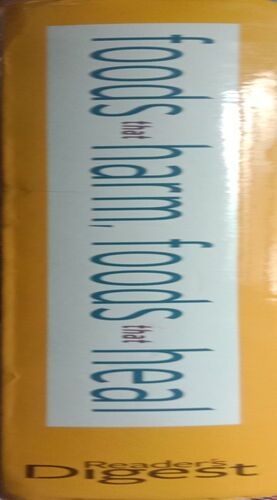 foods that harm, foods that heal
Reader's
Digest